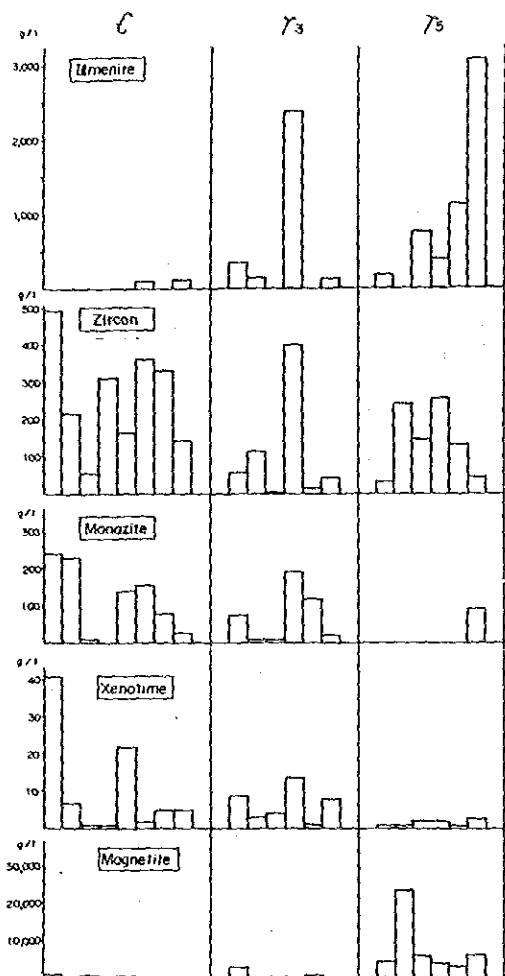 g/t
Є γ3 γ5
3,000
Ilmenire
2,000
1,000
g/t
500
Zircon
400
300
200
100
g/t
Monazite
300
200
100
g/t
Xenotime
40
30
20
10
g/t
Magnetite
30,000
20,000
10,000